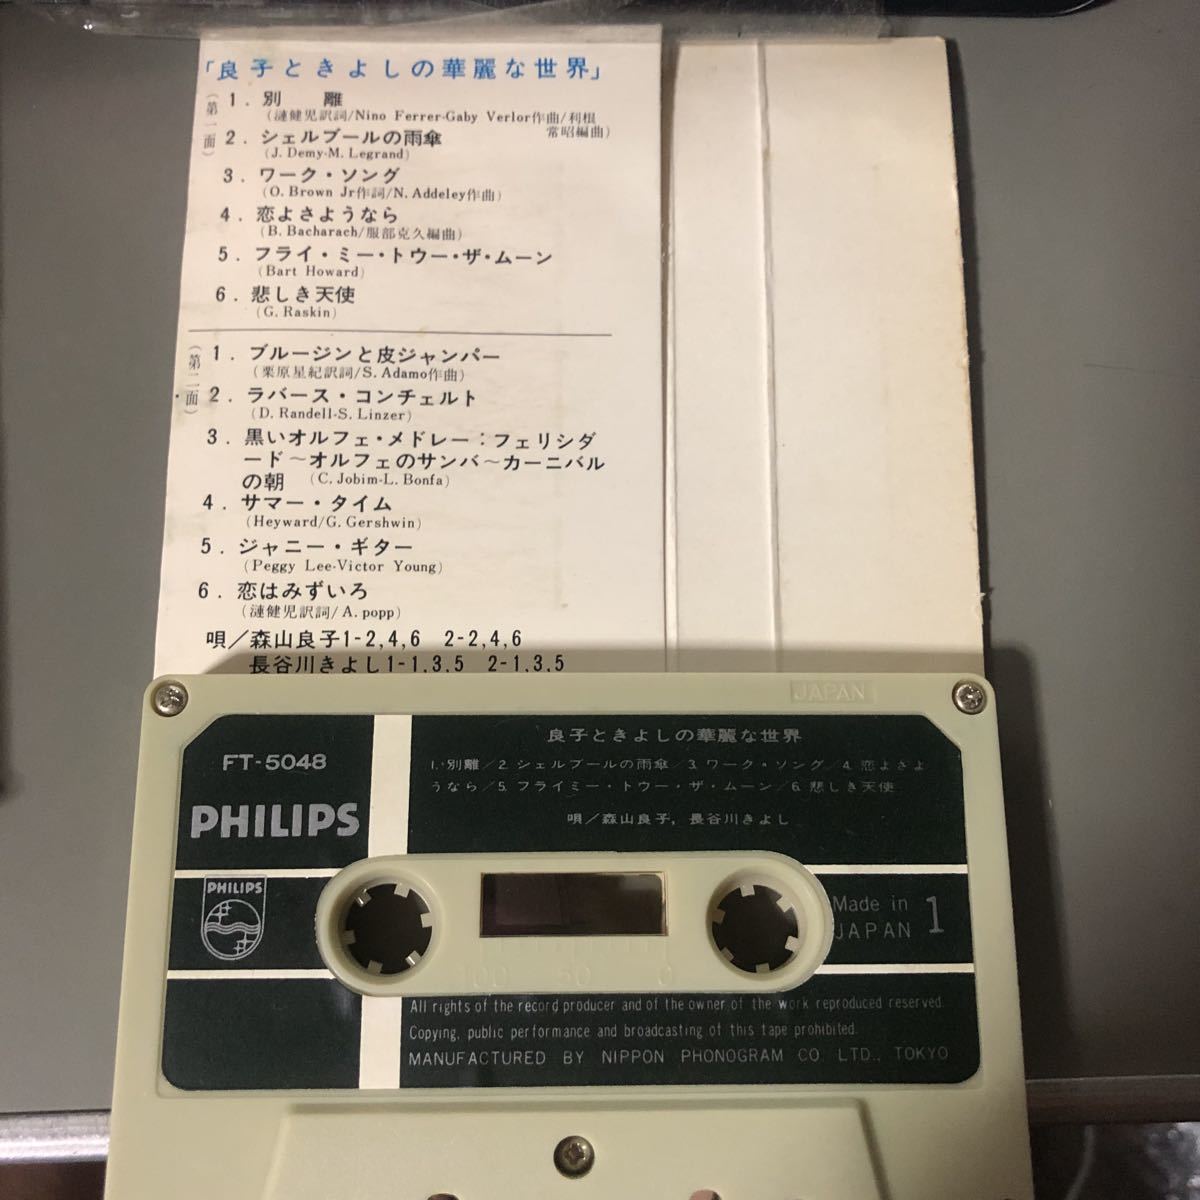 「良子ときよしの華麗な世界」
(第一面)
1. 別　離
(漣健児訳詞/Nino Ferrer-Gaby Verlor作曲/利根
常昭編曲)
2. シェルブールの雨傘
(J. Demy-M. Legrand)
3. ワーク・ソング
(O. Brown Jr作詞/N. Addeley作曲)
4. 恋よさようなら
(B. Bacharach/服部克久編曲)
5. フライ・ミー・トウー・ザ・ムーン
(Bart Howard)
6. 悲しき天使
(G. Raskin)
(第二面)
1. ブルージンと皮ジャンパー
(栗原星紀訳詞/S. Adamo作曲)
2. ラバース・コンチェルト
(D. Randell-S. Linzer)
3. 黒いオルフェ・メドレー：フェリシダ
ード～オルフェのサンバ～カーニバル
の朝 (C. Jobim-L. Bonfa)
4. サマー・タイム
(Heyward/G. Gershwin)
5. ジャニー・ギター
(Peggy Lee-Victor Young)
6. 恋はみずいろ
(漣健児訳詞/ A. popp)
唄／森山良子1-2,4,6　2-2,4,6
長谷川きよし1-1,3,5　2-1,3,5
JAPAN
FT-5048
PHILIPS
良子ときよしの華麗な世界
1. 別離／2. シェルブールの雨傘／3. ワーク・ソング／4. 恋よさよ
うなら／5. フライミー・トウー・ザ・ムーン／6. 悲しき天使
唄／森山良子, 長谷川きよし
PHILIPS
Made in
JAPAN
1
100 50 0
All rights of the record producer and of the owner of the work reproduced reserved.
Copying, public performance and broadcasting of this tape prohibited.
MANUFACTURED BY NIPPON PHONOGRAM CO. LTD., TOKYO